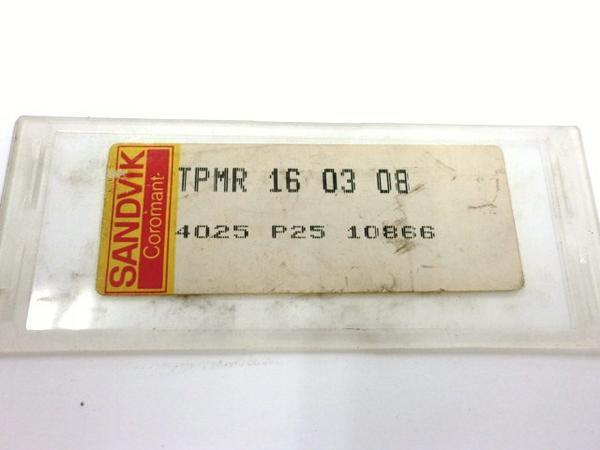 SANDVIK
Coromant
TPMR 16 03 08
4025 P25 10866